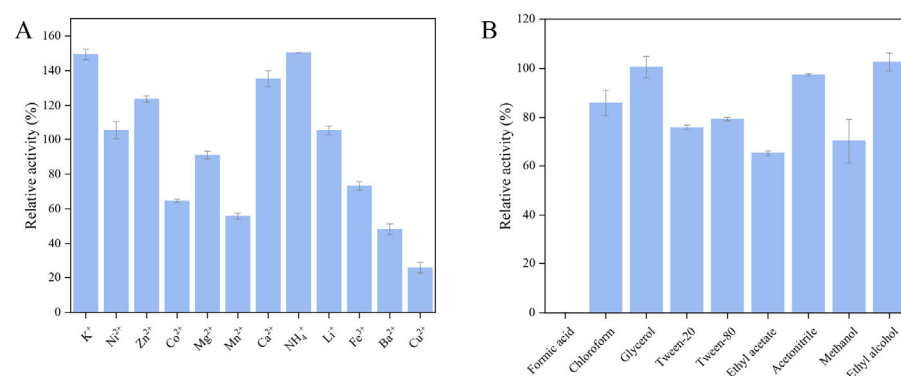 A
Relative activity (%)
160
140
120
100
80
60
40
20
0
K⁺
Ni²⁺
Zn²⁺
Co²⁺
Mg²⁺
Mn²⁺
Ca²⁺
NH₄⁺
Li⁺
Fe³⁺
Ba²⁺
Cu²⁺
B
Relative activity (%)
120
100
80
60
40
20
0
Formic acid
Chloroform
Glycerol
Tween-20
Tween-80
Ethyl acetate
Acetonitrile
Methanol
Ethyl alcohol